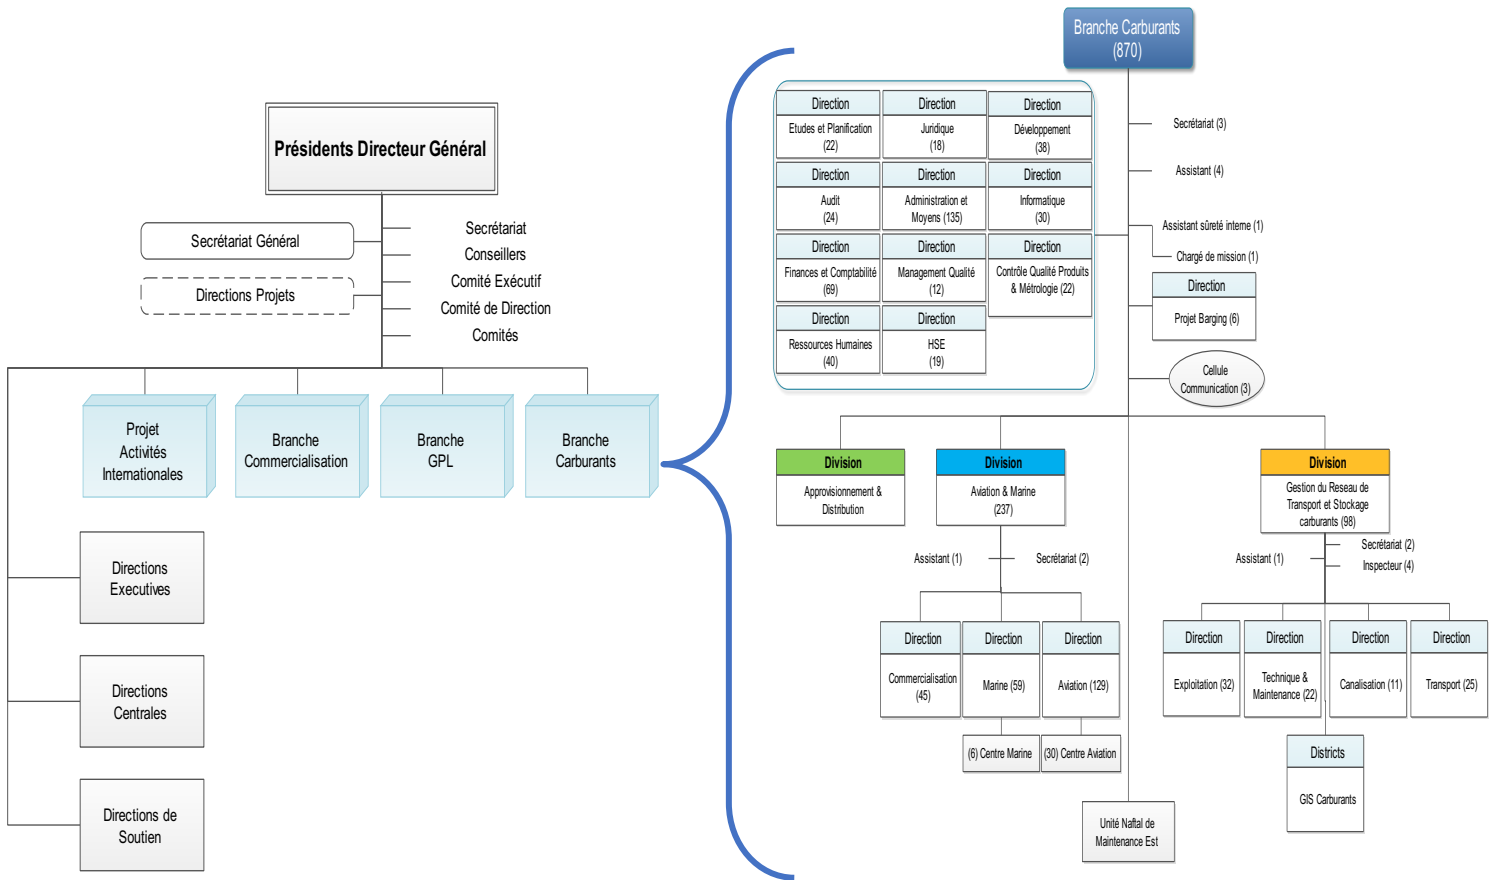 Présidents Directeur Général
Secrétariat Général
Directions Projets
Secrétariat
Conseillers
Comité Exécutif
Comité de Direction
Comités
Projet
Activités
Internationales
Branche
Commercialisation
Branche
GPL
Branche
Carburants
Directions
Executives
Directions
Centrales
Directions de
Soutien
Branche Carburants
(870)
Direction
Etudes et Planification
(22)
Direction
Juridique
(18)
Direction
Développement
(38)
Direction
Audit
(24)
Direction
Administration et
Moyens (135)
Direction
Informatique
(30)
Direction
Finances et Comptabilité
(69)
Direction
Management Qualité
(12)
Direction
Contrôle Qualité Produits
& Métrologie (22)
Direction
Ressources Humaines
(40)
Direction
HSE
(19)
Secrétariat (3)
Assistant (4)
Assistant sûreté interne (1)
Chargé de mission (1)
Direction
Projet Barging (6)
Cellule
Communication (3)
Division
Approvisionnement &
Distribution
Division
Aviation & Marine
(237)
Assistant (1)
Secrétariat (2)
Direction
Commercialisation
(45)
Direction
Marine (59)
Direction
Aviation (129)
(6) Centre Marine
(30) Centre Aviation
Division
Gestion du Reseau de
Transport et Stockage
carburants (98)
Assistant (1)
Secrétariat (2)
Inspecteur (4)
Direction
Exploitation (32)
Direction
Technique &
Maintenance (22)
Direction
Canalisation (11)
Direction
Transport (25)
Districts
GIS Carburants
Unité Naftal de
Maintenance Est